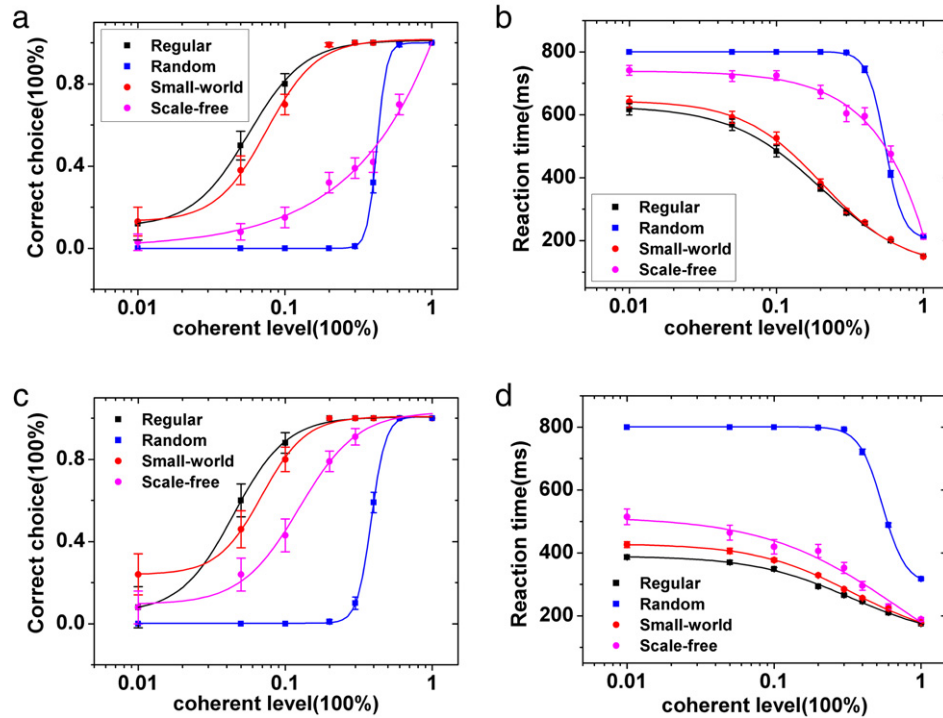 a
Correct choice(100%)
0.8
0.4
0.0
Regular
Random
Small-world
Scale-free
0.01
0.1
1
coherent level(100%)
b
Reaction time(ms)
800
600
400
200
Regular
Random
Small-world
Scale-free
0.01
0.1
1
coherent level(100%)
c
Correct choice(100%)
0.8
0.4
0.0
Regular
Random
Small-world
Scale-free
0.01
0.1
1
coherent level(100%)
d
Reaction time(ms)
800
600
400
200
Regular
Random
Small-world
Scale-free
0.01
0.1
1
coherent level(100%)